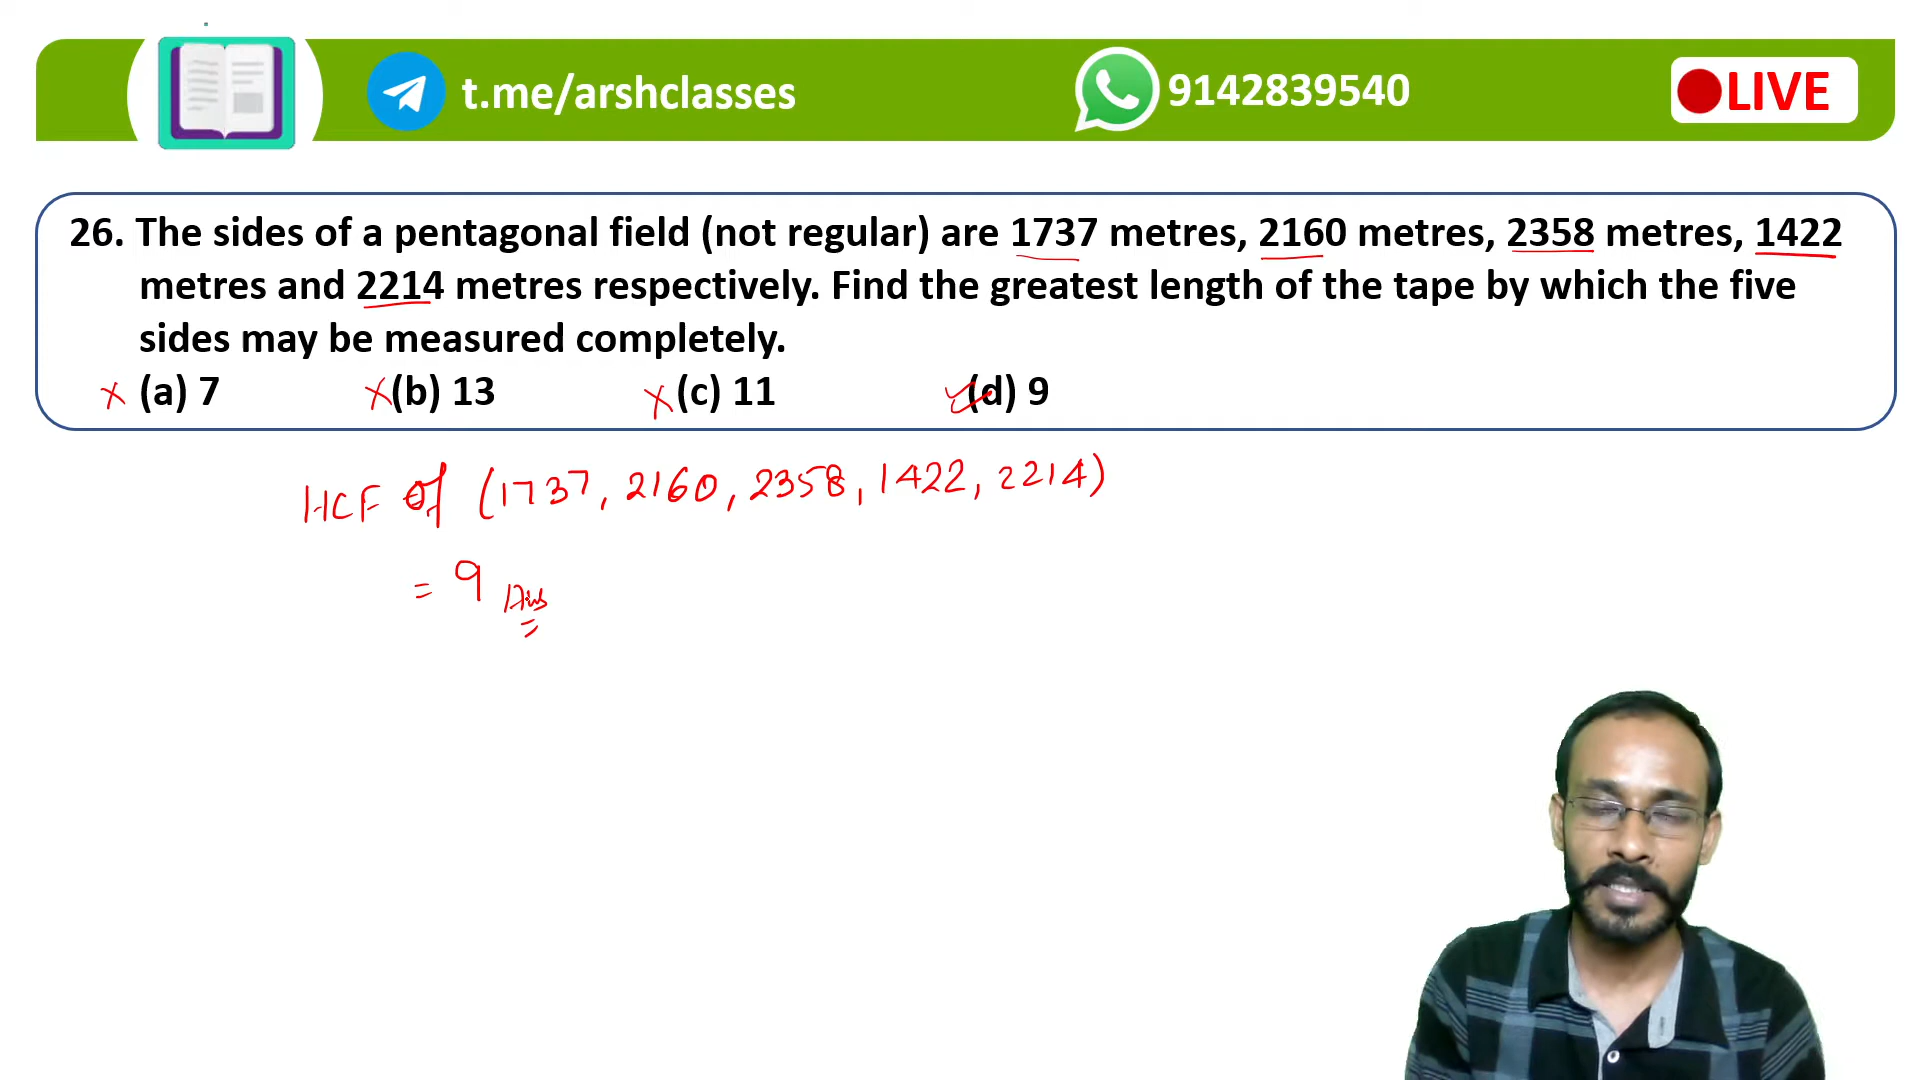 t.me/arshclasses
9142839540
LIVE
26. The sides of a pentagonal field (not regular) are 1737 metres, 2160 metres, 2358 metres, 1422
metres and 2214 metres respectively. Find the greatest length of the tape by which the five
sides may be measured completely.
(a) 7 (b) 13 (c) 11 (d) 9
HCF of (1737, 2160, 2358, 1422, 2214)
= 9 Ans